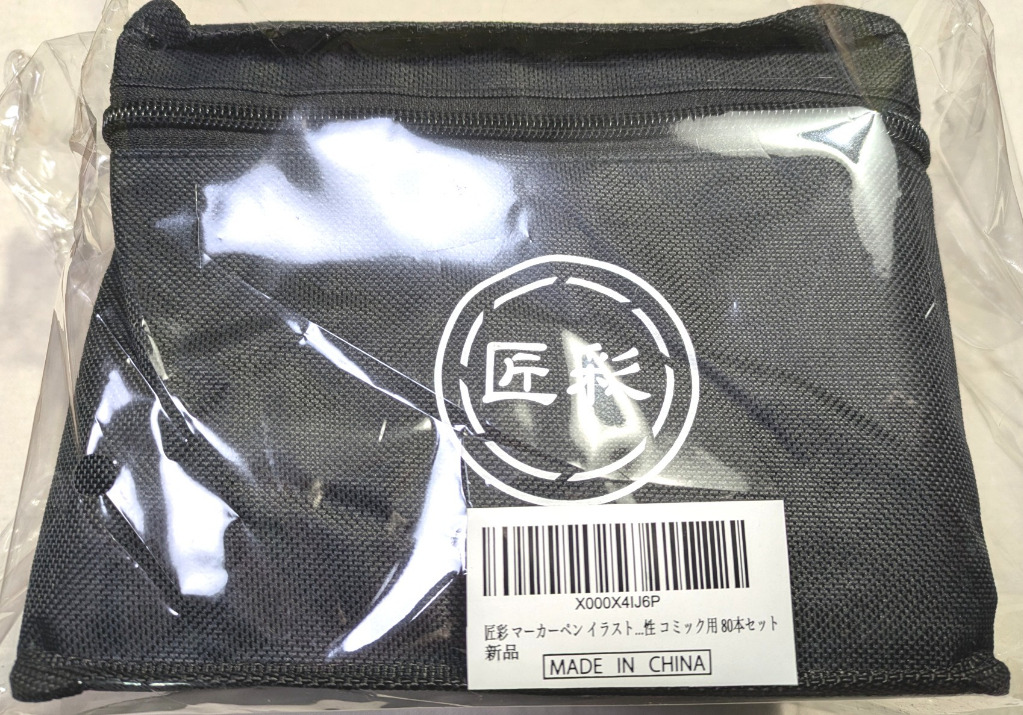 匠彩
X000X4IJ6P
匠彩 マーカーペン イラスト...性 コミック用 80本セット
新品
MADE IN CHINA